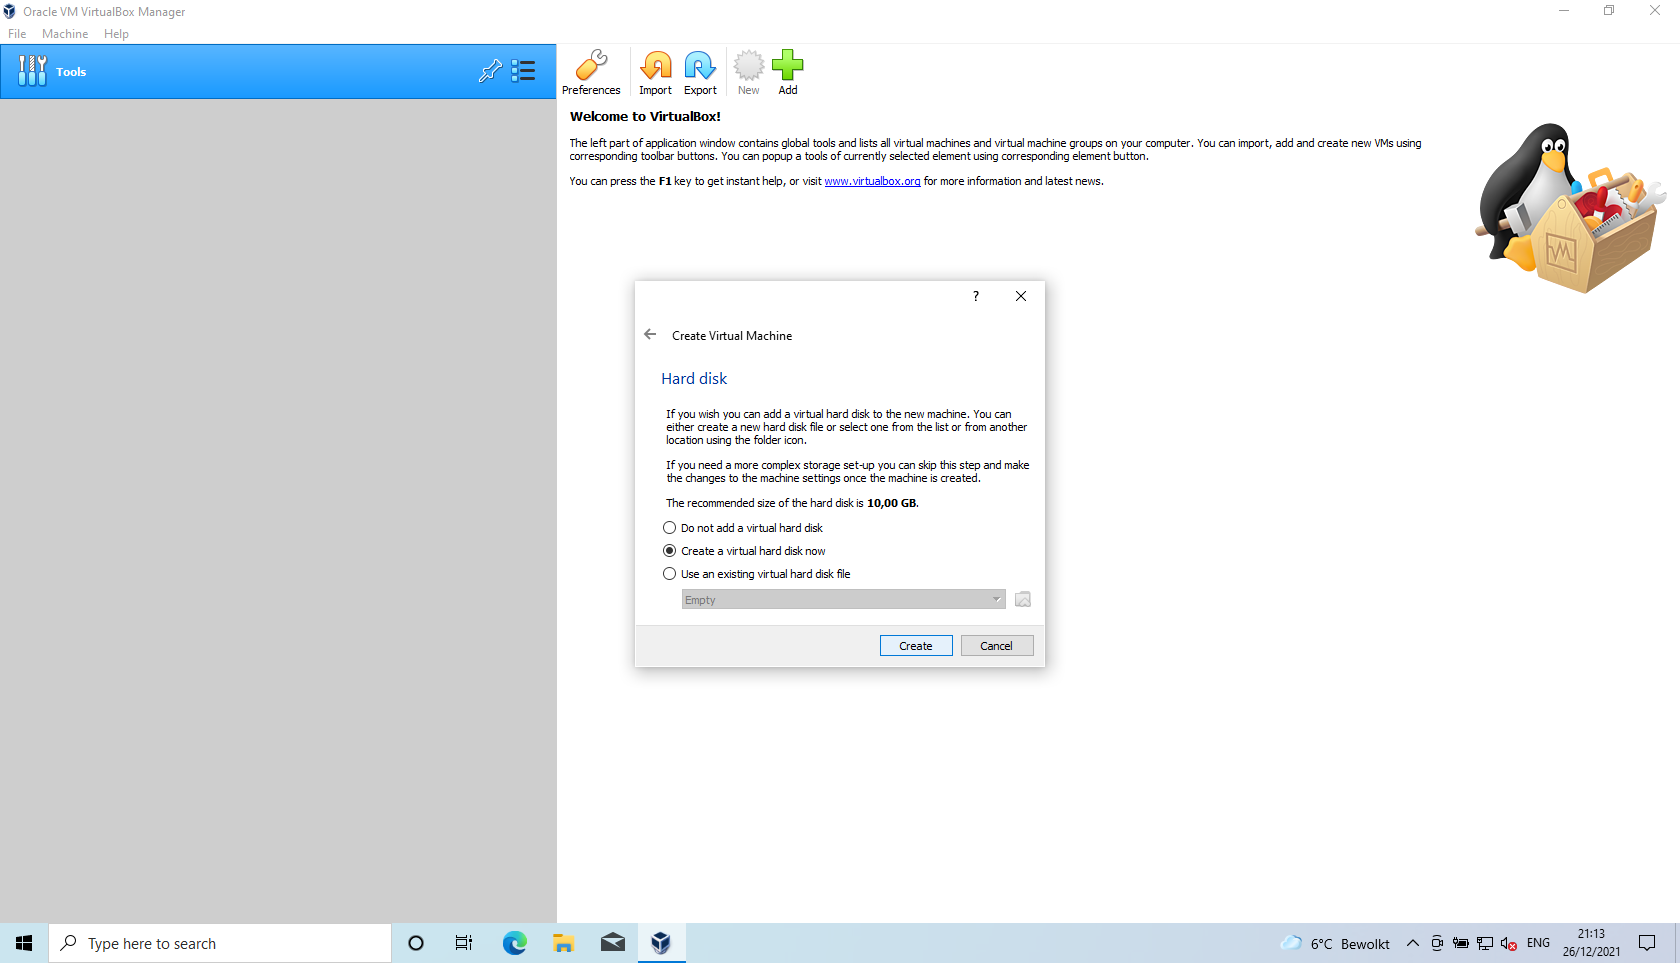 Oracle VM VirtualBox Manager
File Machine Help
Tools
Preferences Import Export New Add
Welcome to VirtualBox!
The left part of application window contains global tools and lists all virtual machines and virtual machine groups on your computer. You can import, add and create new VMs using
corresponding toolbar buttons. You can popup a tools of currently selected element using corresponding element button.
You can press the F1 key to get instant help, or visit www.virtualbox.org for more information and latest news.
?
Create Virtual Machine
Hard disk
If you wish you can add a virtual hard disk to the new machine. You can
either create a new hard disk file or select one from the list or from another
location using the folder icon.
If you need a more complex storage set-up you can skip this step and make
the changes to the machine settings once the machine is created.
The recommended size of the hard disk is 10,00 GB.
Do not add a virtual hard disk
Create a virtual hard disk now
Use an existing virtual hard disk file
Empty
Create Cancel
Type here to search
6°C Bewolkt
ENG
21:13
26/12/2021